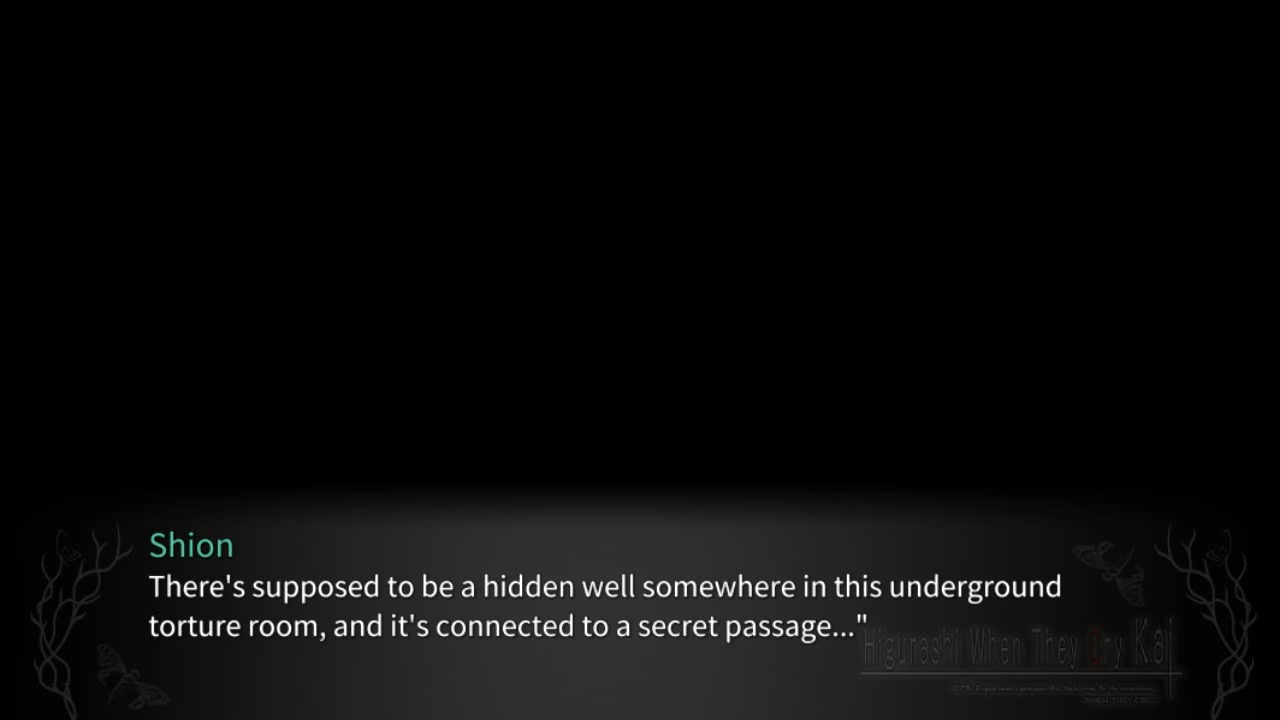 Shion
There's supposed to be a hidden well somewhere in this underground
torture room, and it's connected to a secret passage..."
Higurashi When They Cry Kai